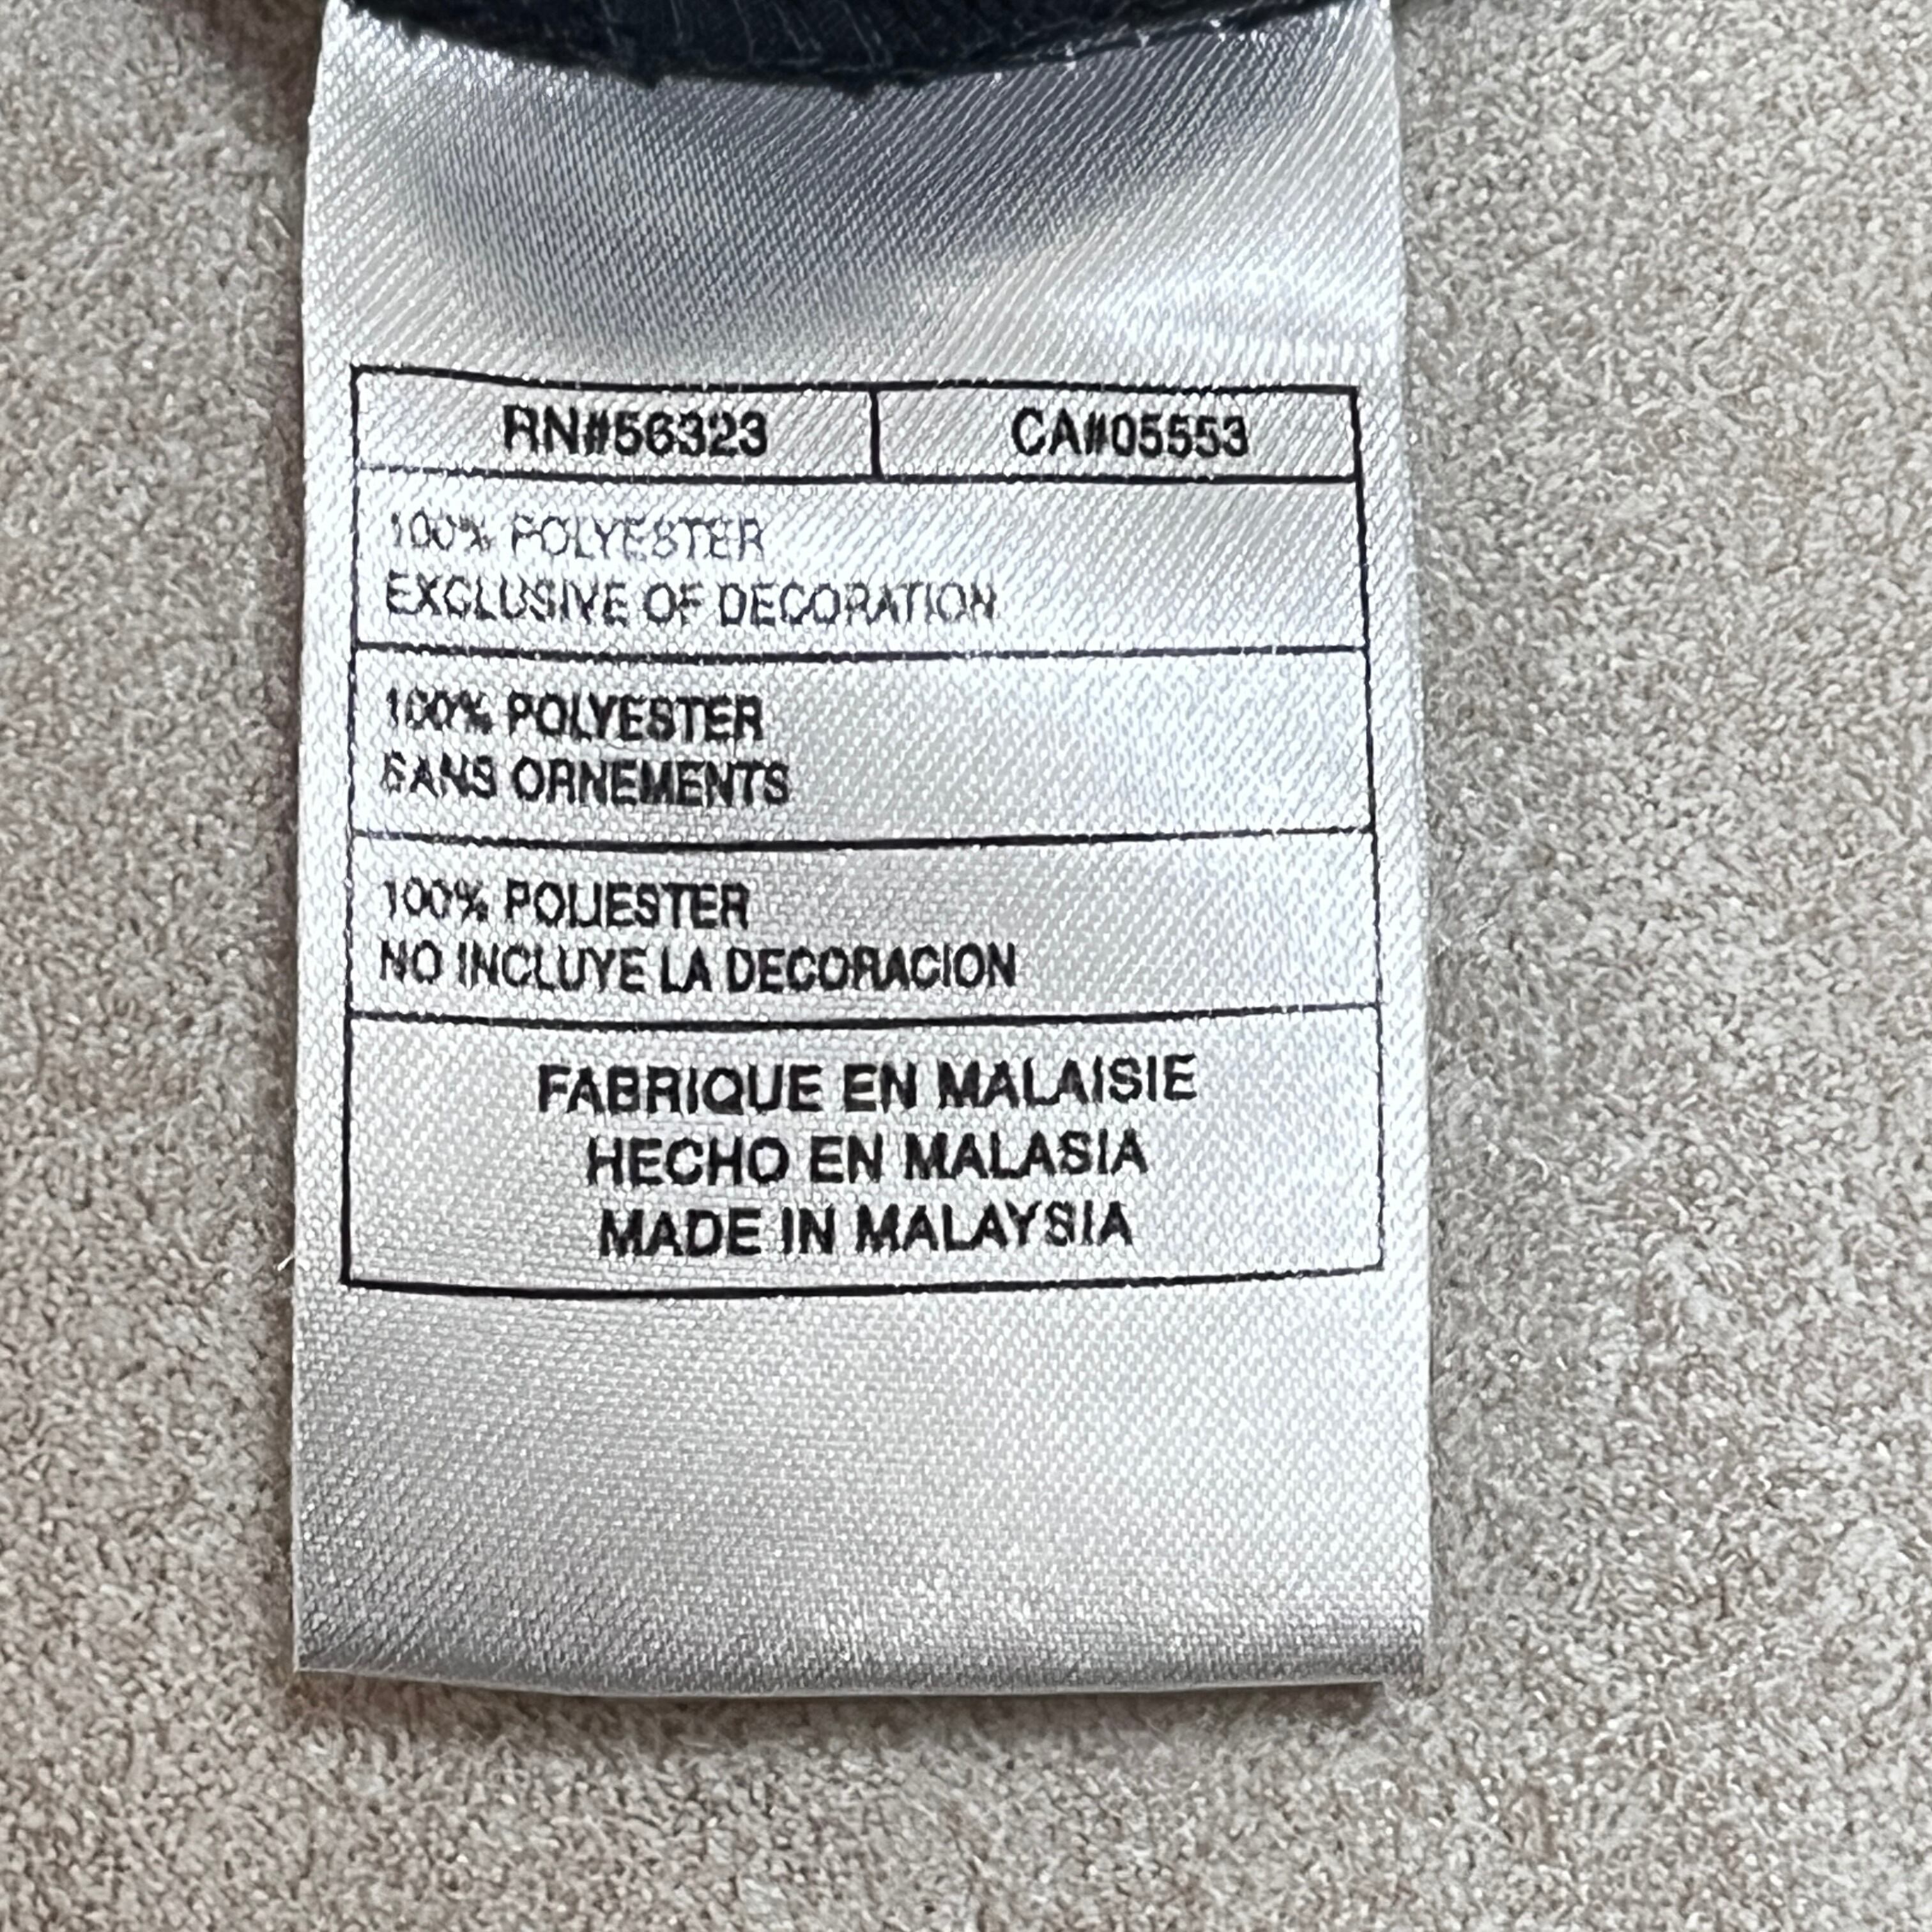 RN#56323 CA#05553
100% POLYESTER
EXCLUSIVE OF DECORATION
100% POLYESTER
SANS ORNEMENTS
100% POLIESTER
NO INCLUYE LA DECORACION
FABRIQUE EN MALAISIE
HECHO EN MALASIA
MADE IN MALAYSIA